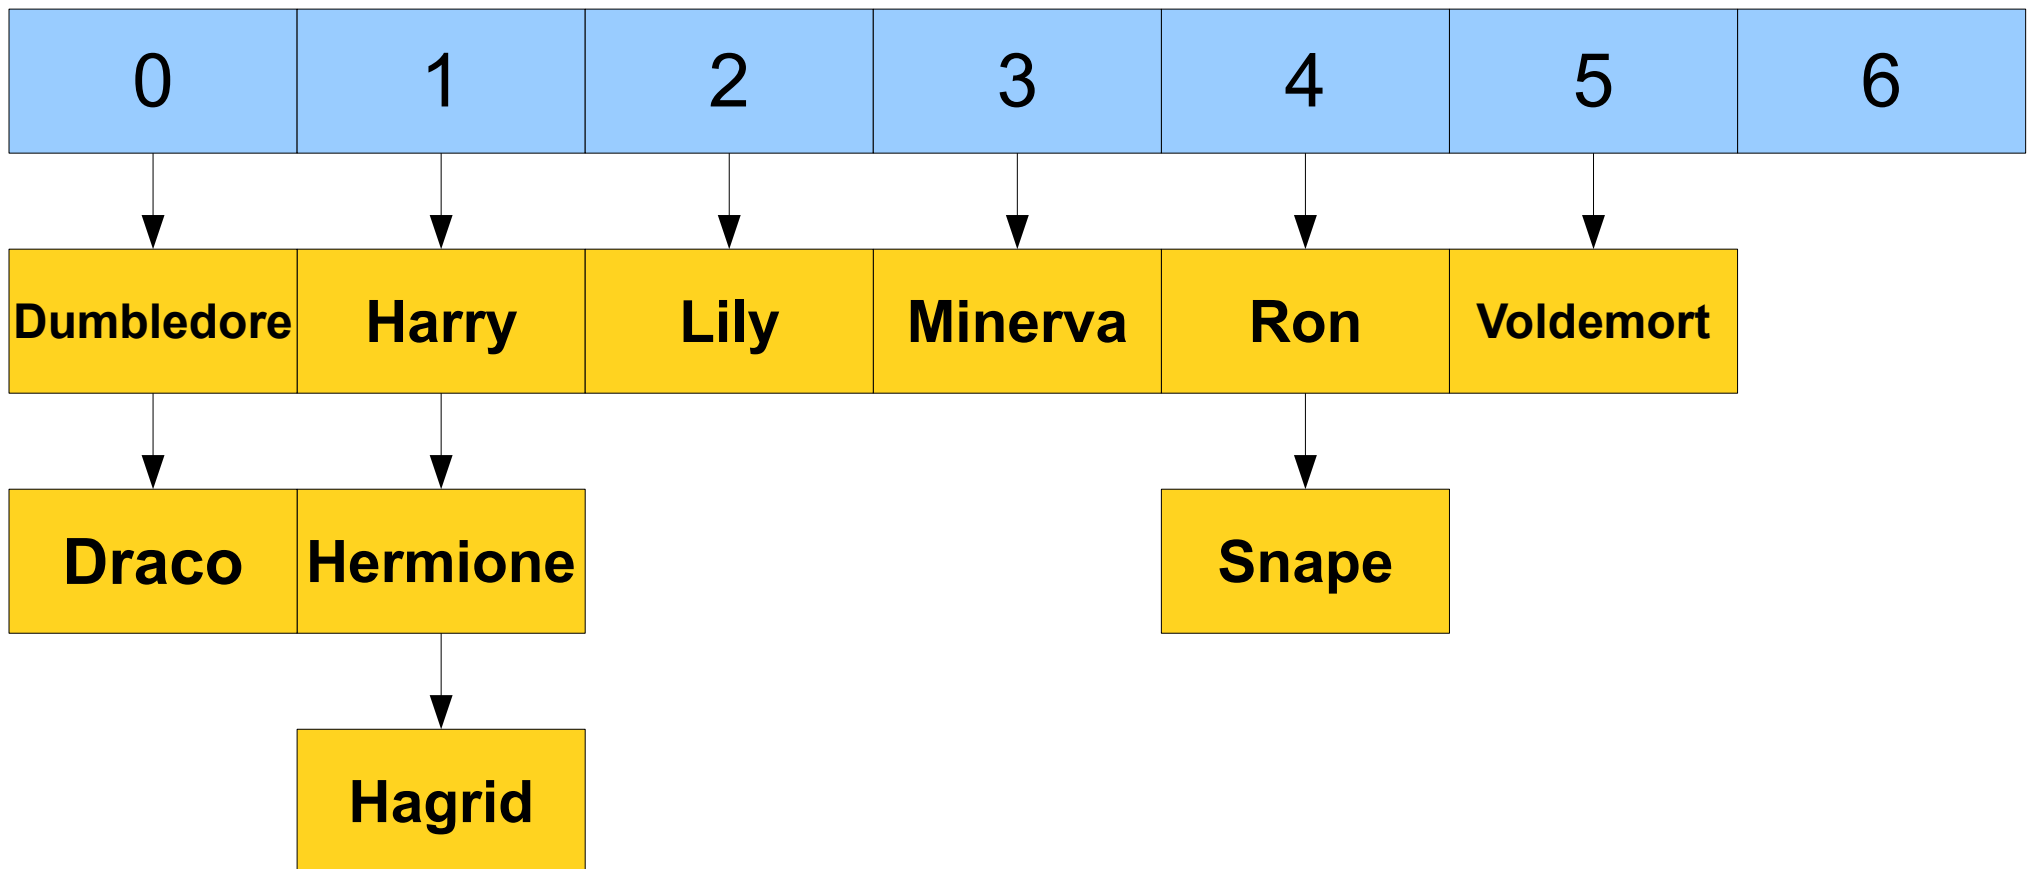 0 1 2 3 4 5 6
Dumbledore Harry Lily Minerva Ron Voldemort
Draco Hermione Snape
Hagrid